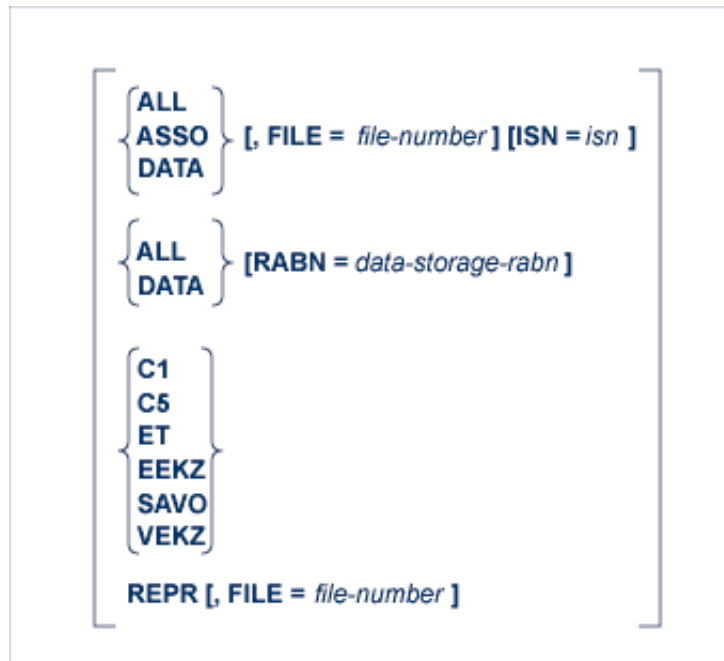 ALL
ASSO [, FILE = file-number ] [ISN = isn ]
DATA
ALL
DATA [RABN = data-storage-rabn ]
C1
C5
ET
EEKZ
SAVO
VEKZ
REPR [, FILE = file-number ]